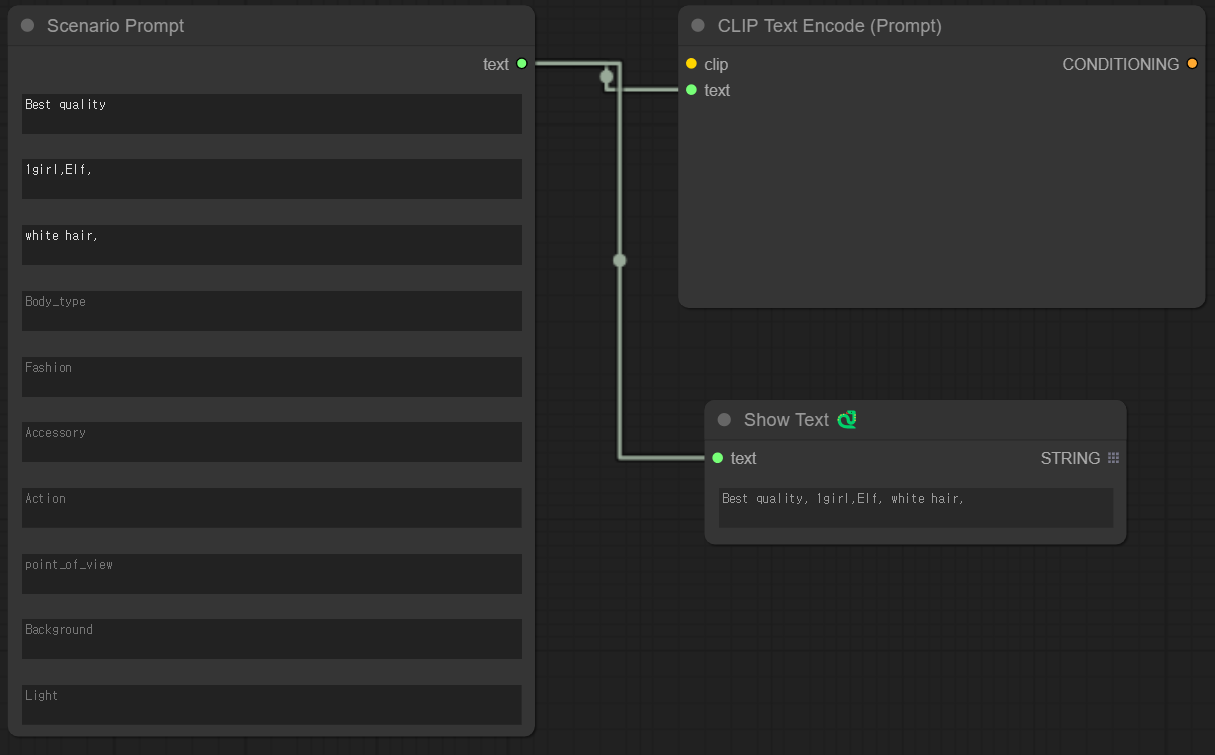 Scenario Prompt
text
Best quality
1girl,Elf,
white hair,
Body_type
Fashion
Accessory
Action
point_of_view
Background
Light
CLIP Text Encode (Prompt)
clip
CONDITIONING
text
Show Text
text
STRING
Best quality, 1girl,Elf, white hair,